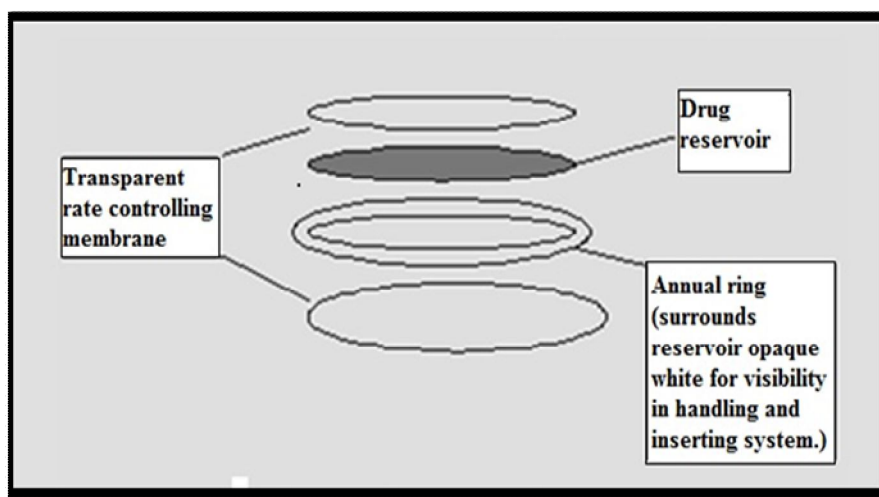 Drug
reservoir
Transparent
rate controlling
membrane
Annual ring
(surrounds
reservoir opaque
white for visibility
in handling and
inserting system.)